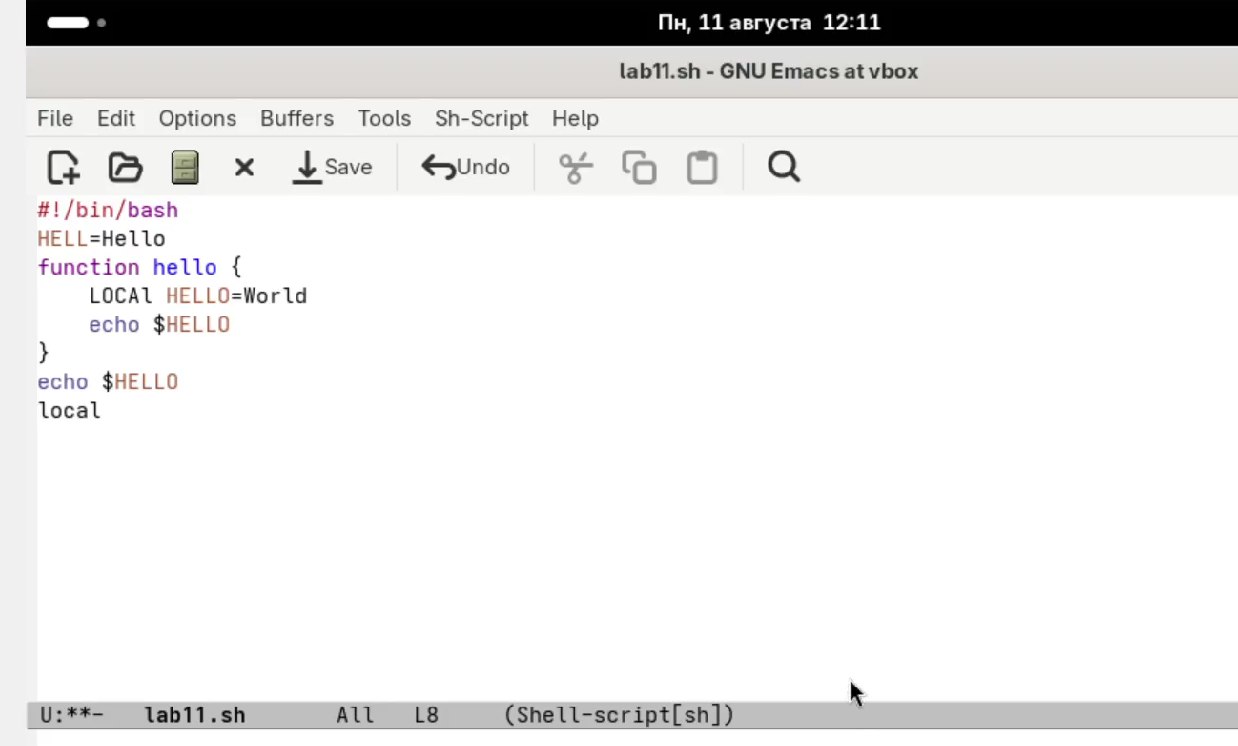 Пн, 11 августа 12:11
lab11.sh - GNU Emacs at vbox
File Edit Options Buffers Tools Sh-Script Help
Save Undo
#!/bin/bash
HELL=Hello
function hello {
    LOCAl HELLO=World
    echo $HELLO
}
echo $HELLO
local
U:**- lab11.sh All L8 (Shell-script[sh])